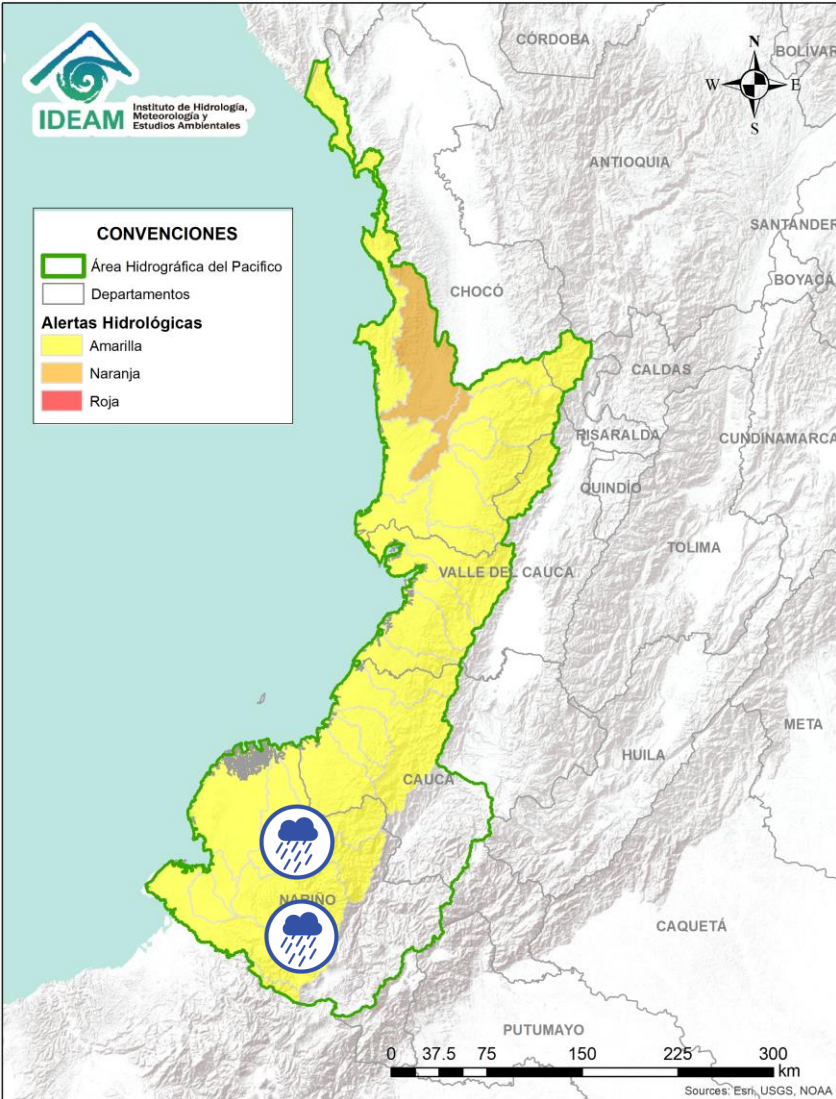 IDEAM
Instituto de Hidrología,
Meteorología y
Estudios Ambientales
CÓRDOBA
BOLÍVAR
N
W
E
S
ANTIOQUIA
SANTANDER
BOYACÁ
CONVENCIONES
Área Hidrográfica del Pacifico
Departamentos
Alertas Hidrológicas
Amarilla
Naranja
Roja
CHOCÓ
CALDAS
RISARALDA
CUNDINAMARCA
QUINDÍO
TOLIMA
VALLE DEL CAUCA
META
HUILA
CAUCA
NARIÑO
CAQUETÁ
PUTUMAYO
0 37.5 75 150 225 300
km
Sources: Esri, USGS, NOAA